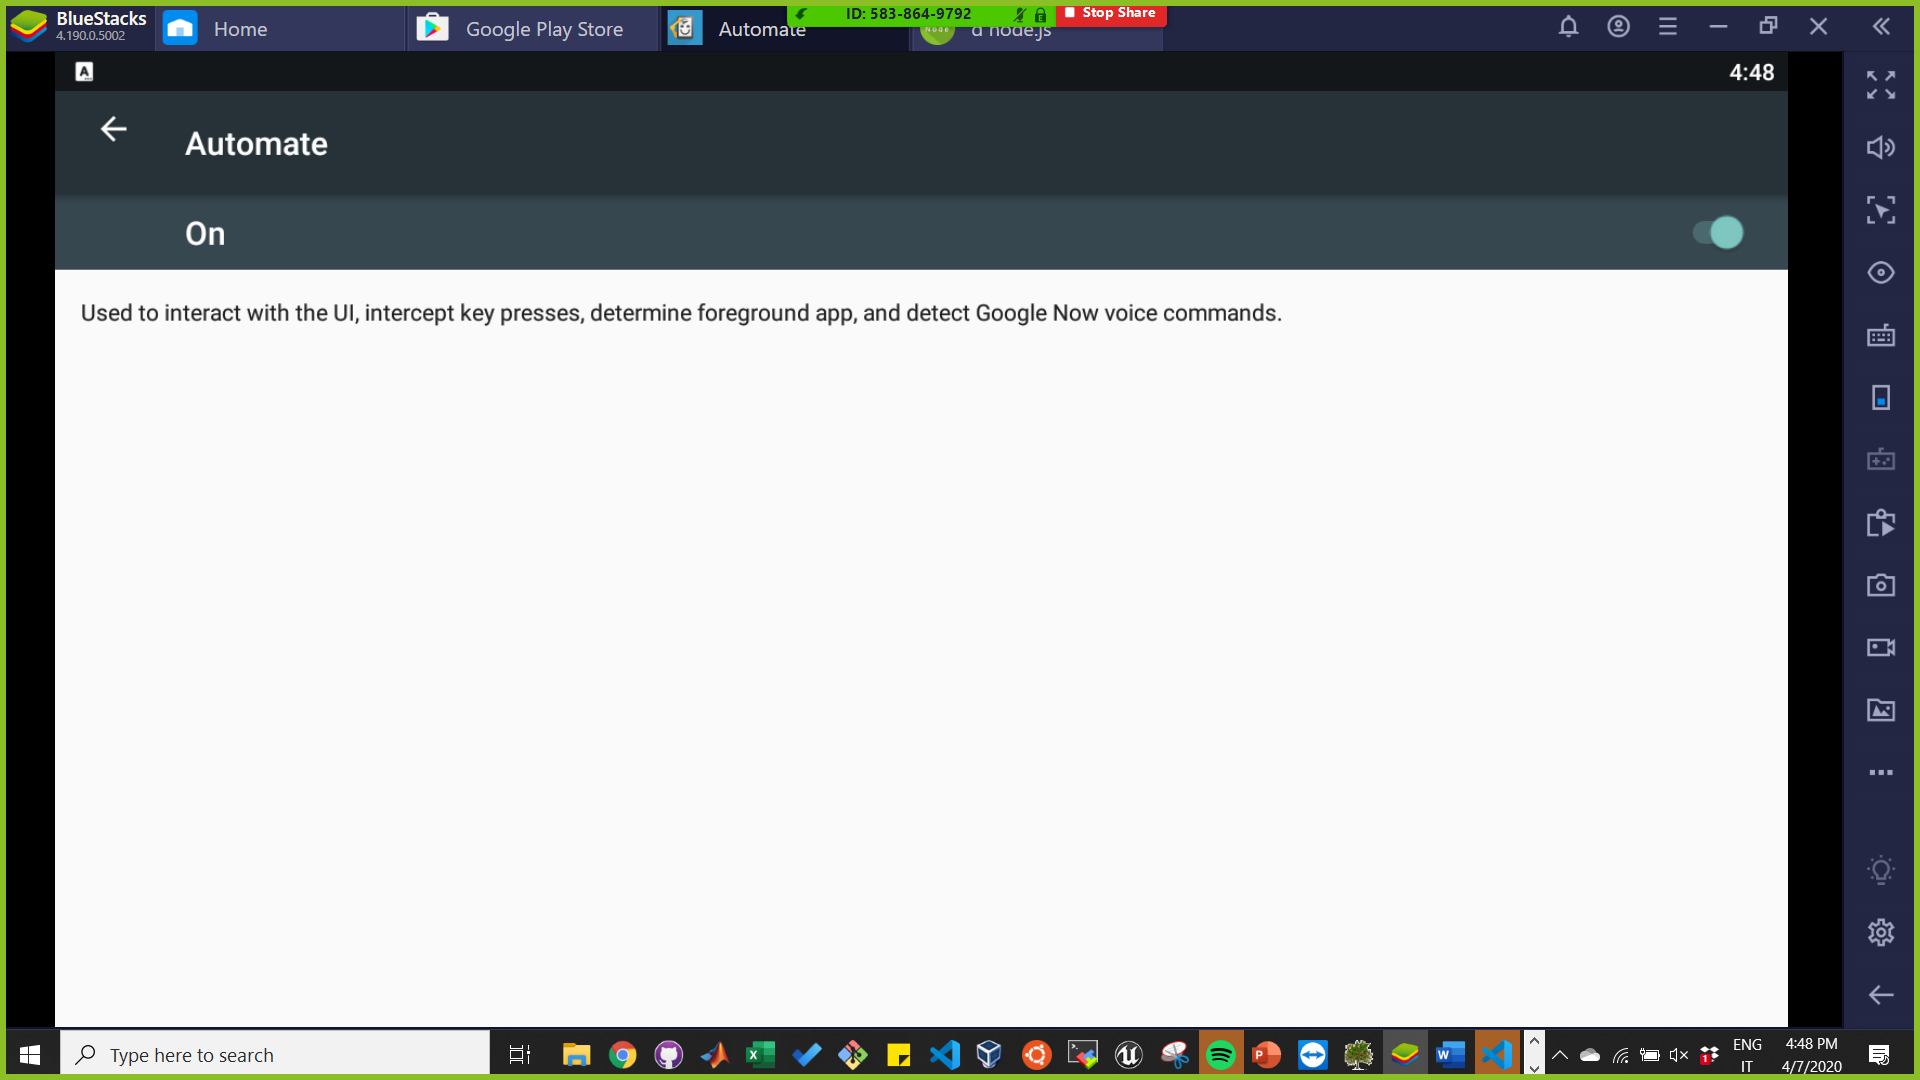 BlueStacks
4.190.0.5002
Home
Google Play Store
Automate
ID: 583-864-9792
Stop Share
d node.js
4:48
Automate
On
Used to interact with the UI, intercept key presses, determine foreground app, and detect Google Now voice commands.
Type here to search
ENG
IT
4:48 PM
4/7/2020